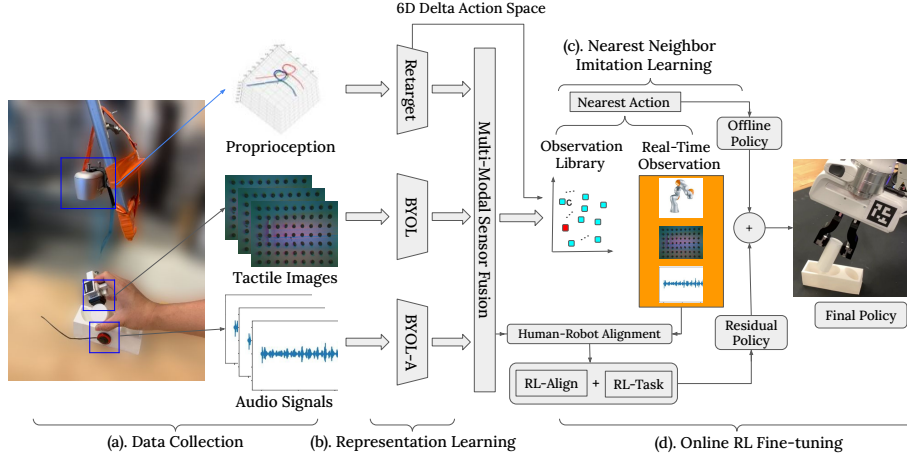 6D Delta Action Space
(c). Nearest Neighbor
Imitation Learning
Retarget
Nearest Action
Offline
Policy
Proprioception
Observation
Library
Real-Time
Observation
C
BYOL
Multi-Modal Sensor Fusion
+
Tactile Images
BYOL-A
Human-Robot Alignment
Residual
Policy
Final Policy
RL-Align
+
RL-Task
Audio Signals
(a). Data Collection
(b). Representation Learning
(d). Online RL Fine-tuning